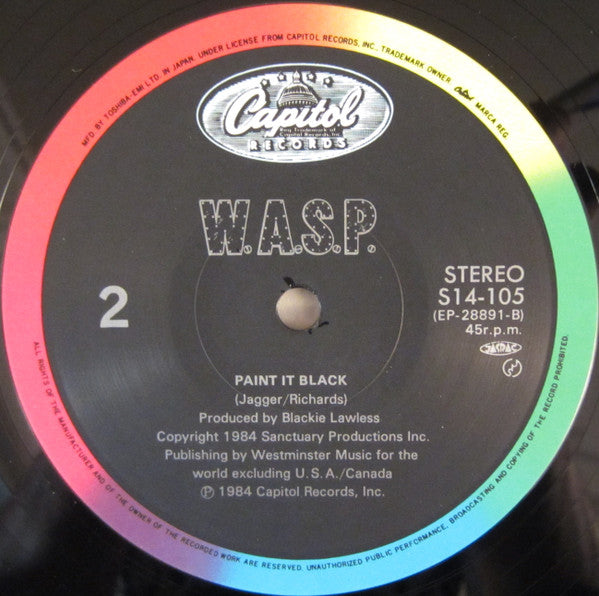 MFD. BY TOSHIBA-EMI LTD. IN JAPAN, UNDER LICENSE FROM CAPITOL RECORDS, INC., TRADEMARK OWNER Capitol MARCA REG.
Capitol
Reg. Trademark of
Capitol Records, Inc.
RECORDS
W.A.S.P.
2
STEREO
S14-105
(EP-28891-B)
45r.p.m.
JASRAC
PAINT IT BLACK
(Jagger/Richards)
Produced by Blackie Lawless
Copyright 1984 Sanctuary Productions Inc.
Publishing by Westminster Music for the
world excluding U.S.A./Canada
Ⓟ 1984 Capitol Records, Inc.
ALL RIGHTS OF THE MANUFACTURER AND OF THE OWNER OF THE RECORDED WORK ARE RESERVED. UNAUTHORIZED PUBLIC PERFORMANCE, BROADCASTING AND COPYING OF THE RECORD PROHIBITED.